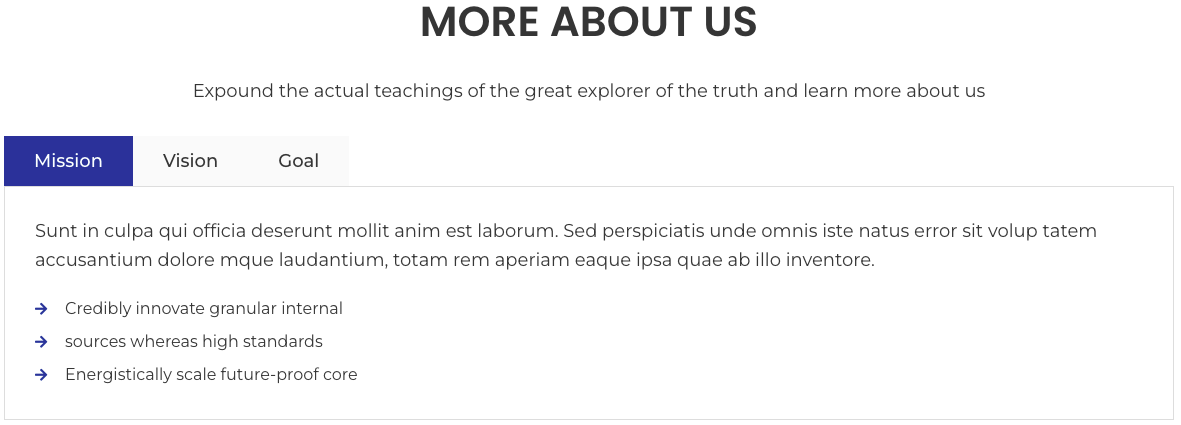 MORE ABOUT US
Expound the actual teachings of the great explorer of the truth and learn more about us
Mission
Vision
Goal
Sunt in culpa qui officia deserunt mollit anim est laborum. Sed perspiciatis unde omnis iste natus error sit volup tatem
accusantium dolore mque laudantium, totam rem aperiam eaque ipsa quae ab illo inventore.
Credibly innovate granular internal
sources whereas high standards
Energistically scale future-proof core